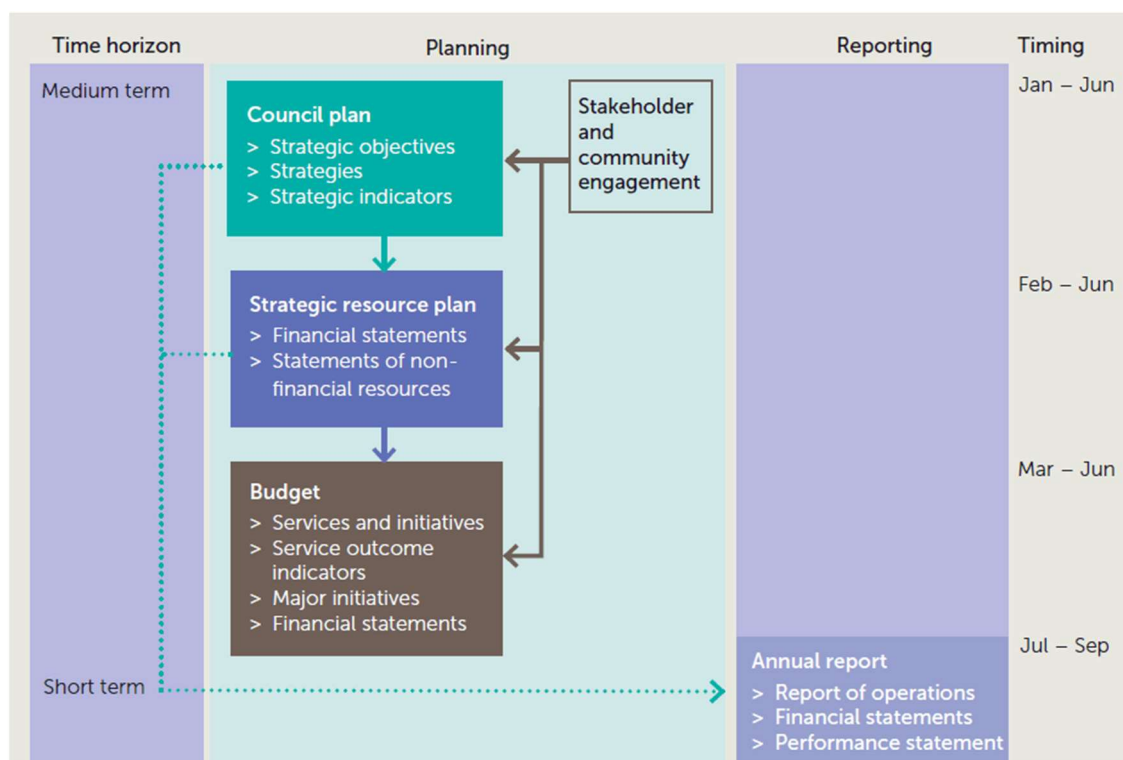 Time horizon
Planning
Reporting
Timing
Medium term
Council plan
> Strategic objectives
> Strategies
> Strategic indicators
Stakeholder
and
community
engagement
Jan – Jun
Strategic resource plan
> Financial statements
> Statements of non-
financial resources
Feb – Jun
Budget
> Services and initiatives
> Service outcome
indicators
> Major initiatives
> Financial statements
Mar – Jun
Short term
Annual report
> Report of operations
> Financial statements
> Performance statement
Jul – Sep